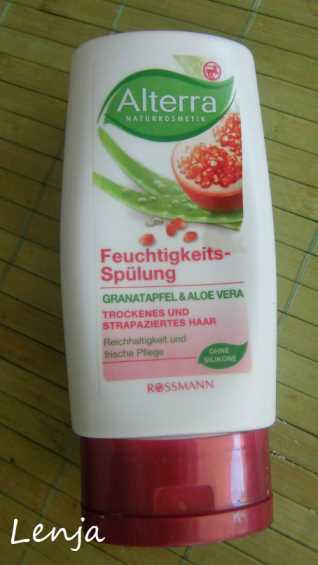 Alterra
NATURKOSMETIK
Feuchtigkeits-
Spülung
GRANATAPFEL & ALOE VERA
TROCKENES UND
STRAPAZIERTES HAAR
Reichhaltigkeit und
frische Pflege
OHNE
SILIKONE
ROSSMANN
Lenja